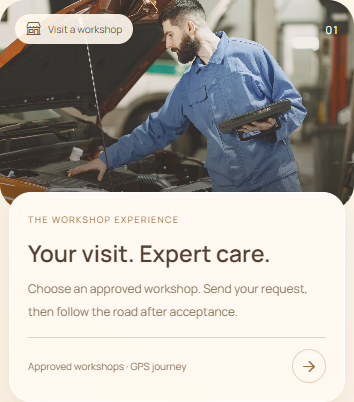 Visit a workshop
01
THE WORKSHOP EXPERIENCE
Your visit. Expert care.
Choose an approved workshop. Send your request,
then follow the road after acceptance.
Approved workshops · GPS journey